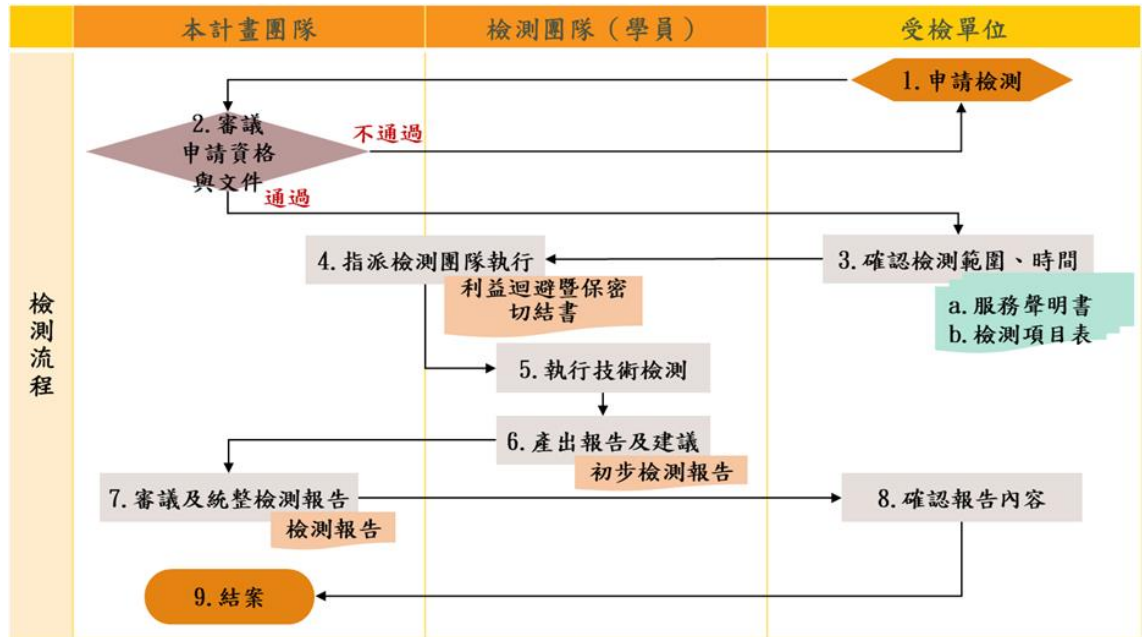 本計畫團隊
檢測團隊（學員）
受檢單位
檢測流程
1.申請檢測
2.審議
申請資格
與文件
不通過
通過
3.確認檢測範圍、時間
a.服務聲明書
b.檢測項目表
4.指派檢測團隊執行
利益迴避暨保密
切結書
5.執行技術檢測
6.產出報告及建議
初步檢測報告
7.審議及統整檢測報告
檢測報告
8.確認報告內容
9.結案